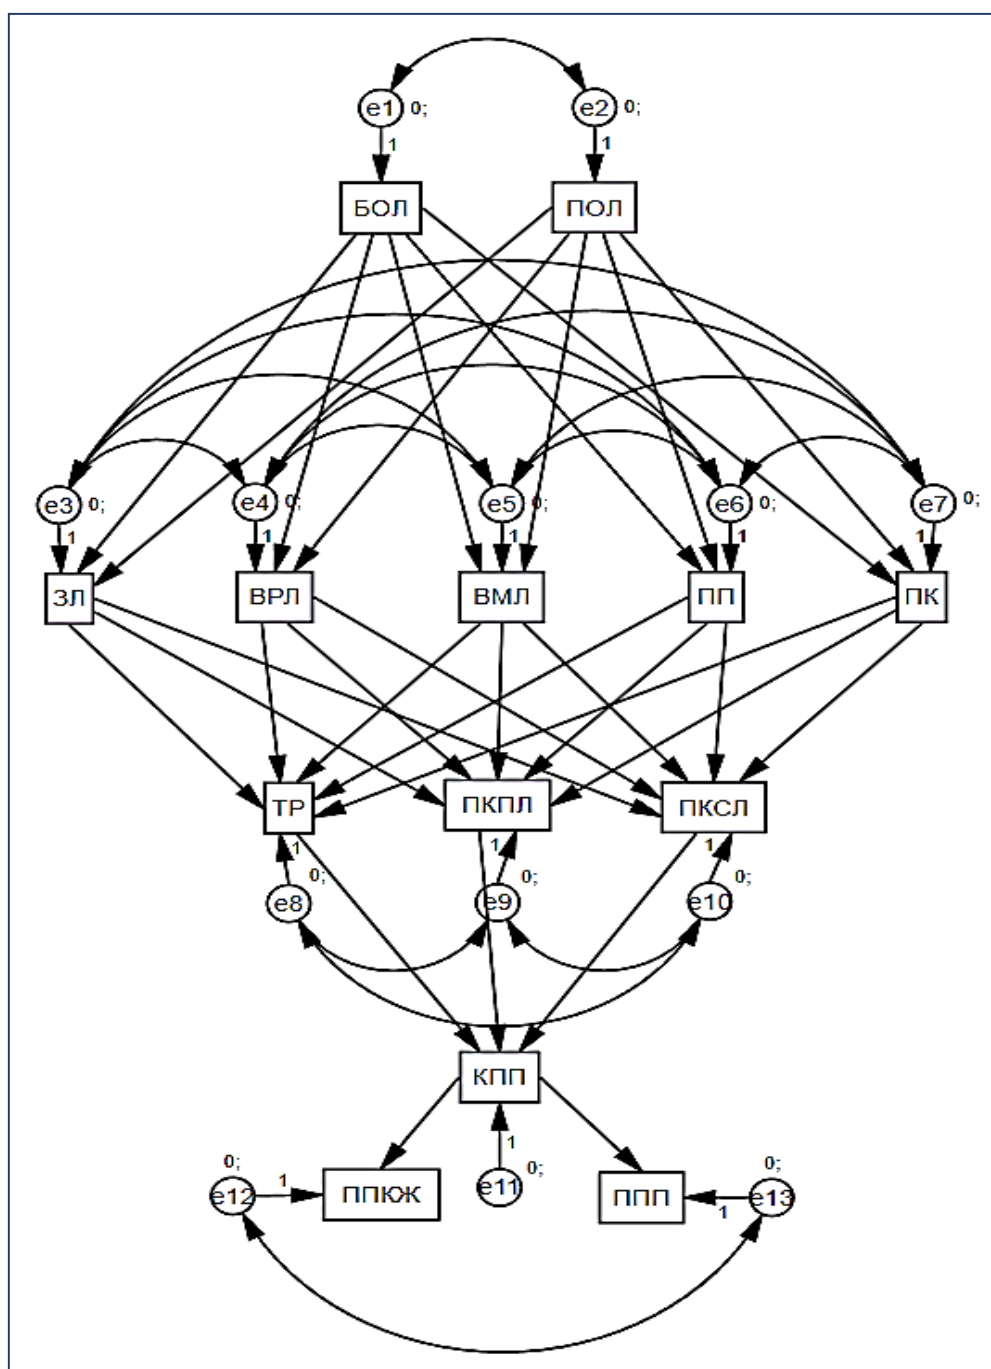 e1 0; e2 0;
1 1
БОЛ ПОЛ
e3 0; e4 0; e5 0; e6 0; e7 0;
1 1 1 1 1
ЗЛ ВРЛ ВМЛ ПП ПК
ТР ПКПЛ ПКСЛ
1 1 1
0; 0; 0;
e8 e9 e10
КПП
1
0; 0; 0;
e12 1 ППКЖ e11 ППП 1 e13